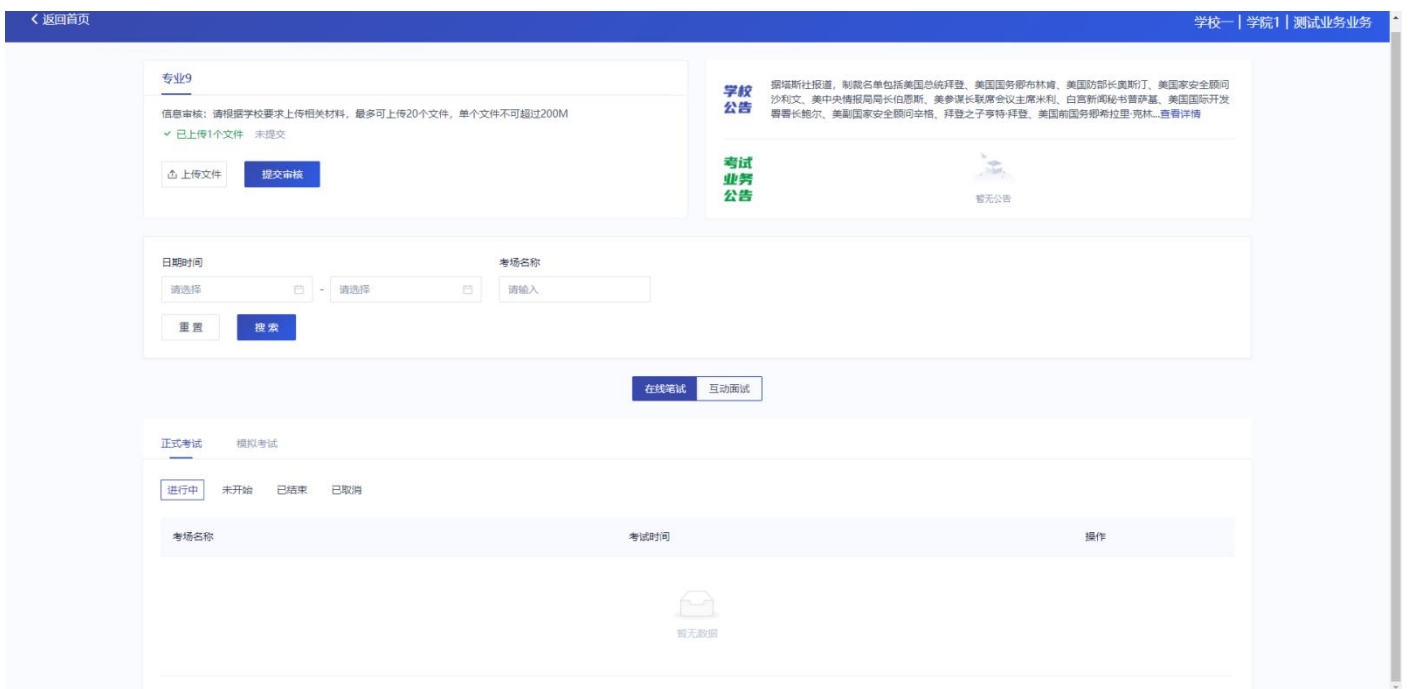 返回首页
学校一 | 学院1 | 测试业务业务
专业9
信息审核：请根据学校要求上传相关材料，最多可上传20个文件，单个文件不可超过200M
已上传1个文件 未提交
上传文件
提交审核
学校
公告
据塔斯社报道，制裁名单包括美国总统拜登、美国国务卿布林肯、美国防部长奥斯汀、美国家安全顾问
沙利文、美中央情报局局长伯恩斯、美参谋长联席会议主席米利、白宫新闻秘书普萨基、美国国际开发
署署长鲍尔、美副国家安全顾问辛格、拜登之子亨特·拜登、美国前国务卿希拉里·克林...查看详情
考试
业务
公告
暂无公告
日期时间
考场名称
请选择 - 请选择
请输入
重置
搜索
在线笔试
互动面试
正式考试
模拟考试
进行中
未开始
已结束
已取消
考场名称
考试时间
操作
暂无数据